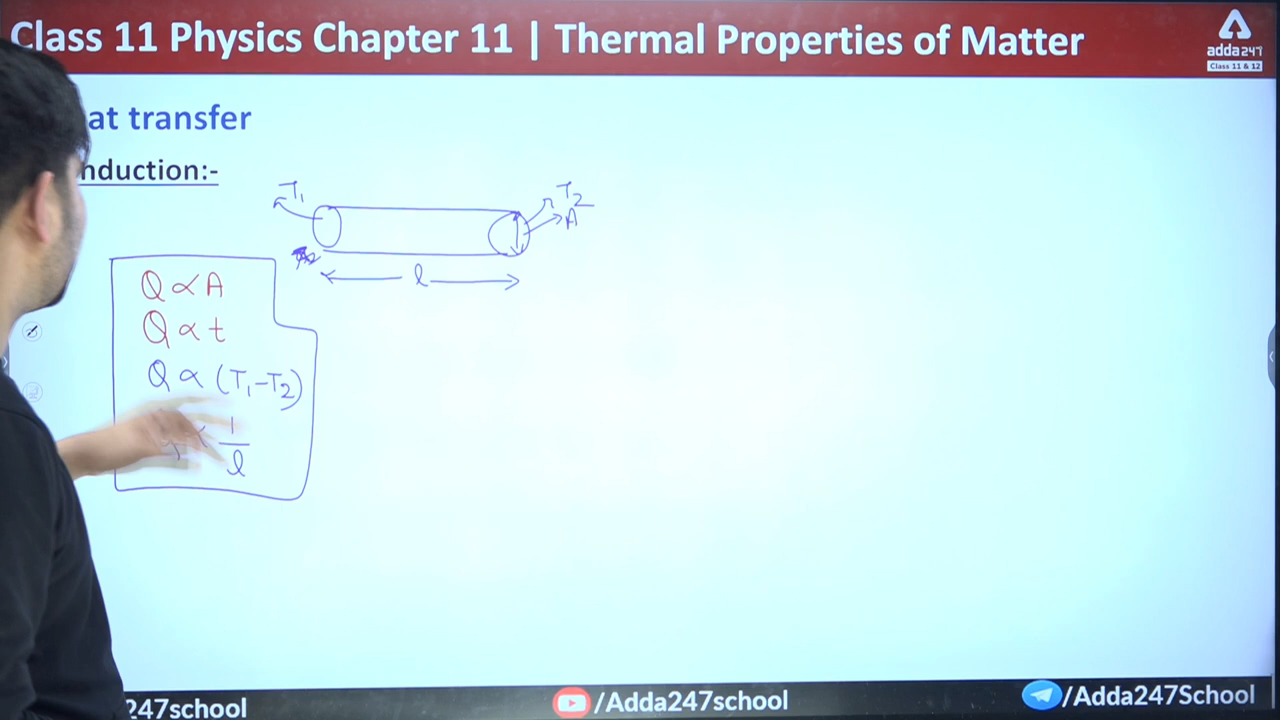 Class 11 Physics Chapter 11 | Thermal Properties of Matter
adda247
Class 11 & 12
at transfer
nduction:-
T₁
T₂
A
l
Q ∝ A
Q ∝ t
Q ∝ (T₁-T₂)
∝ 1/l
247school
/Adda247school
/Adda247School